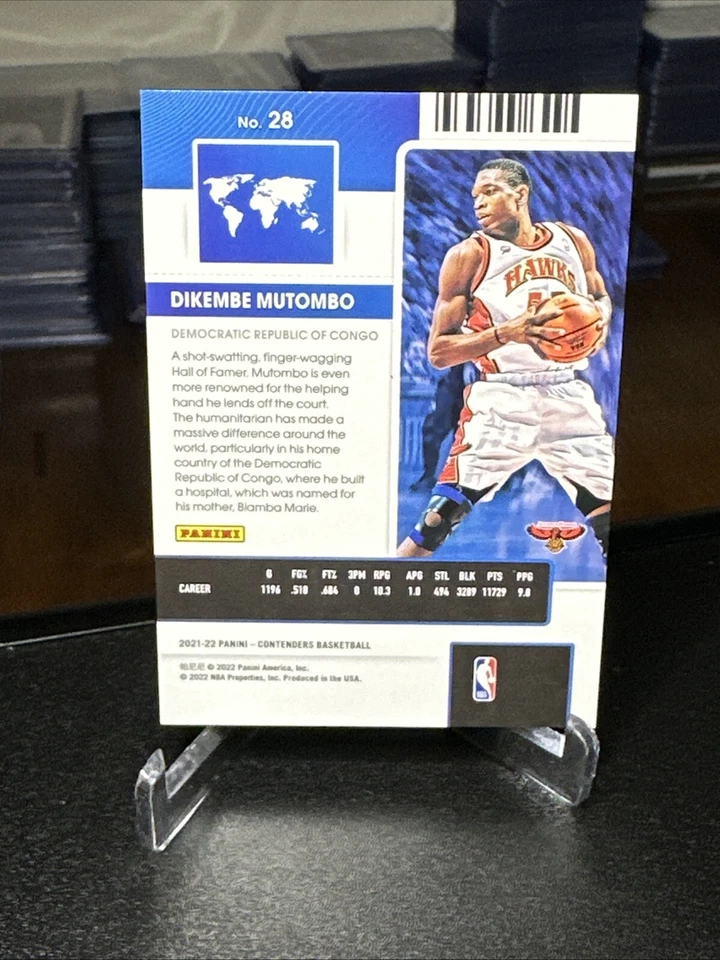 No. 28
DIKEMBE MUTOMBO
DEMOCRATIC REPUBLIC OF CONGO
A shot-swatting, finger-wagging
Hall of Famer, Mutombo is even
more renowned for the helping
hand he lends off the court.
The humanitarian has made a
massive difference around the
world, particularly in his home
country of the Democratic
Republic of Congo, where he built
a hospital, which was named for
his mother, Biamba Marie.
PANINI
HAWKS
G FG% FT% 3PM RPG APG STL BLK PTS PPG
CAREER 1196 .518 .684 0 10.3 1.0 494 3289 11729 9.8
2021-22 PANINI – CONTENDERS BASKETBALL
帕尼尼 © 2022 Panini America, Inc.
© 2022 NBA Properties, Inc. Produced in the USA.
NBA